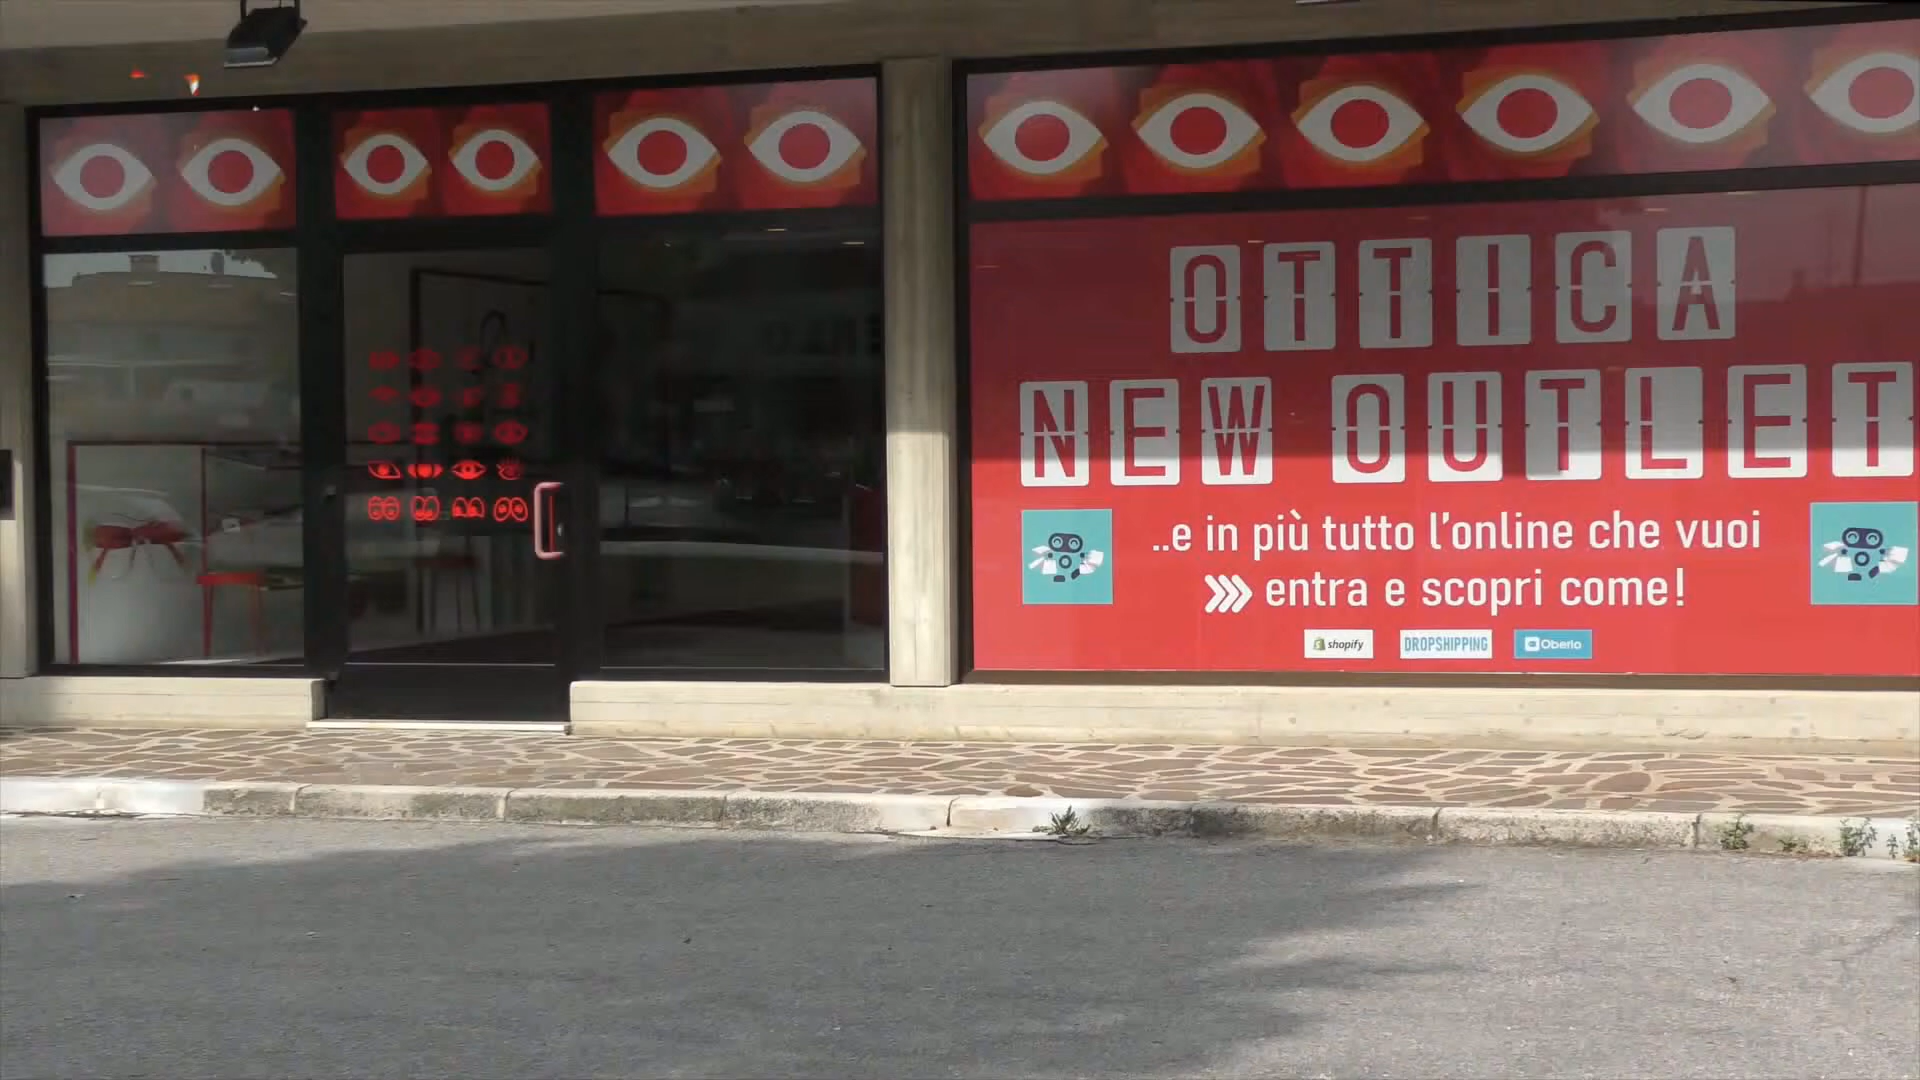 OTTICA
NEW OUTLET
..e in più tutto l'online che vuoi
>>> entra e scopri come!
shopify DROPSHIPPING Oberlo